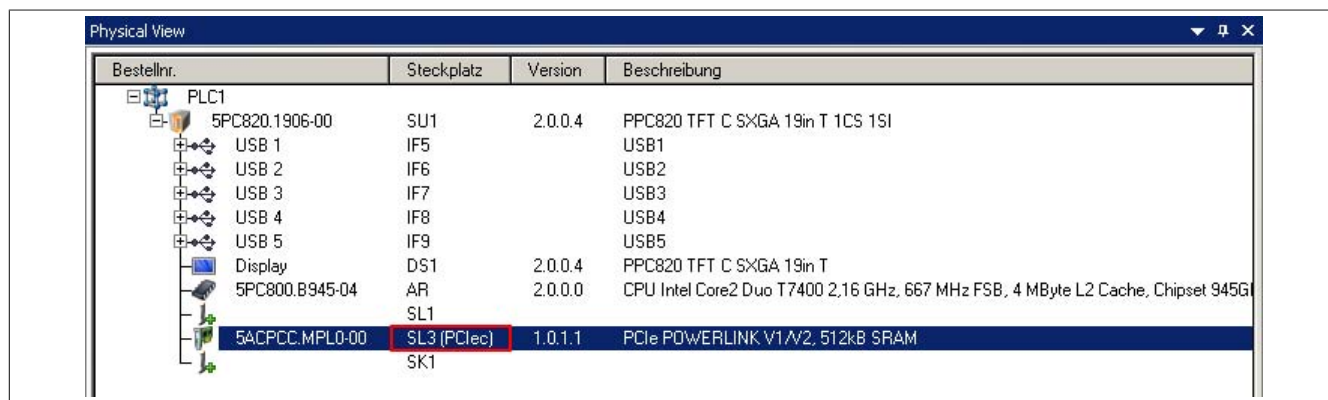 Physical View
Bestellnr. Steckplatz Version Beschreibung
PLC1
5PC820.1906-00 SU1 2.0.0.4 PPC820 TFT C SXGA 19in T 1CS 1SI
USB 1 IF5 USB1
USB 2 IF6 USB2
USB 3 IF7 USB3
USB 4 IF8 USB4
USB 5 IF9 USB5
Display DS1 2.0.0.4 PPC820 TFT C SXGA 19in T
5PC800.B945-04 AR 2.0.0.0 CPU Intel Core2 Duo T7400 2,16 GHz, 667 MHz FSB, 4 MByte L2 Cache, Chipset
SL1
5ACPCC.MPL0-00 SL3 (PCIec) 1.0.1.1 PCIe POWERLINK V1/V2, 512kB SRAM
SK1